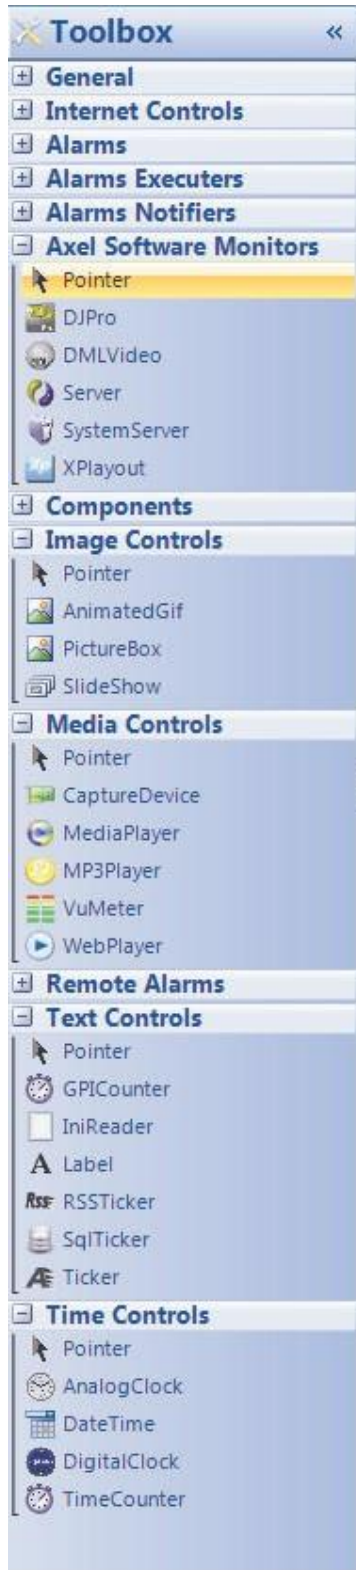 Toolbox «
General
Internet Controls
Alarms
Alarms Executers
Alarms Notifiers
Axel Software Monitors
Pointer
DJPro
DMLVideo
Server
SystemServer
XPlayout
Components
Image Controls
Pointer
AnimatedGif
PictureBox
SlideShow
Media Controls
Pointer
CaptureDevice
MediaPlayer
MP3Player
VuMeter
WebPlayer
Remote Alarms
Text Controls
Pointer
GPICounter
IniReader
A Label
Rss RSSTicker
SqlTicker
Ticker
Time Controls
Pointer
AnalogClock
DateTime
DigitalClock
TimeCounter